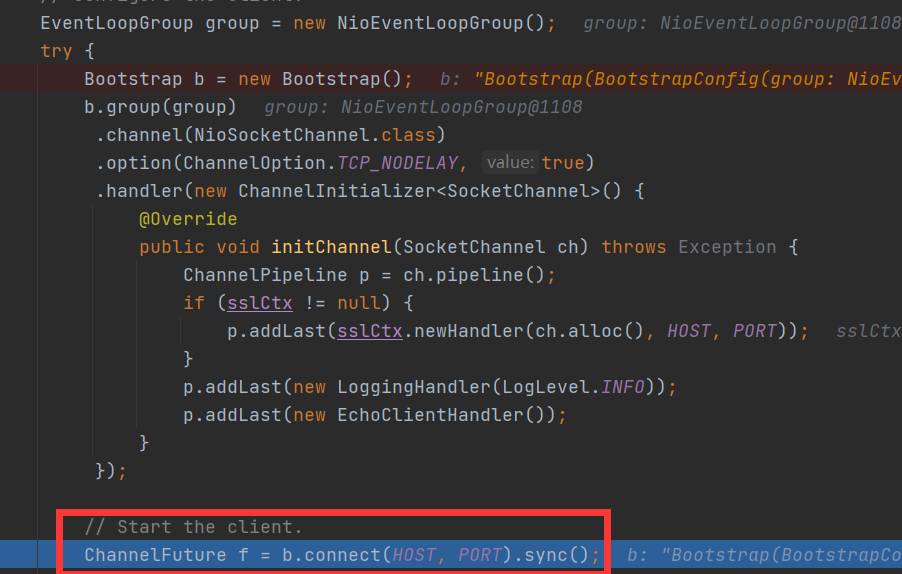 // Configure the client.
EventLoopGroup group = new NioEventLoopGroup(); group: NioEventLoopGroup@1108
try {
Bootstrap b = new Bootstrap(); b: "Bootstrap(BootstrapConfig(group: NioEv
b.group(group) group: NioEventLoopGroup@1108
.channel(NioSocketChannel.class)
.option(ChannelOption.TCP_NODELAY, value: true)
.handler(new ChannelInitializer<SocketChannel>() {
@Override
public void initChannel(SocketChannel ch) throws Exception {
ChannelPipeline p = ch.pipeline();
if (sslCtx != null) {
p.addLast(sslCtx.newHandler(ch.alloc(), HOST, PORT)); sslCtx
}
p.addLast(new LoggingHandler(LogLevel.INFO));
p.addLast(new EchoClientHandler());
}
});
// Start the client.
ChannelFuture f = b.connect(HOST, PORT).sync(); b: "Bootstrap(BootstrapCo